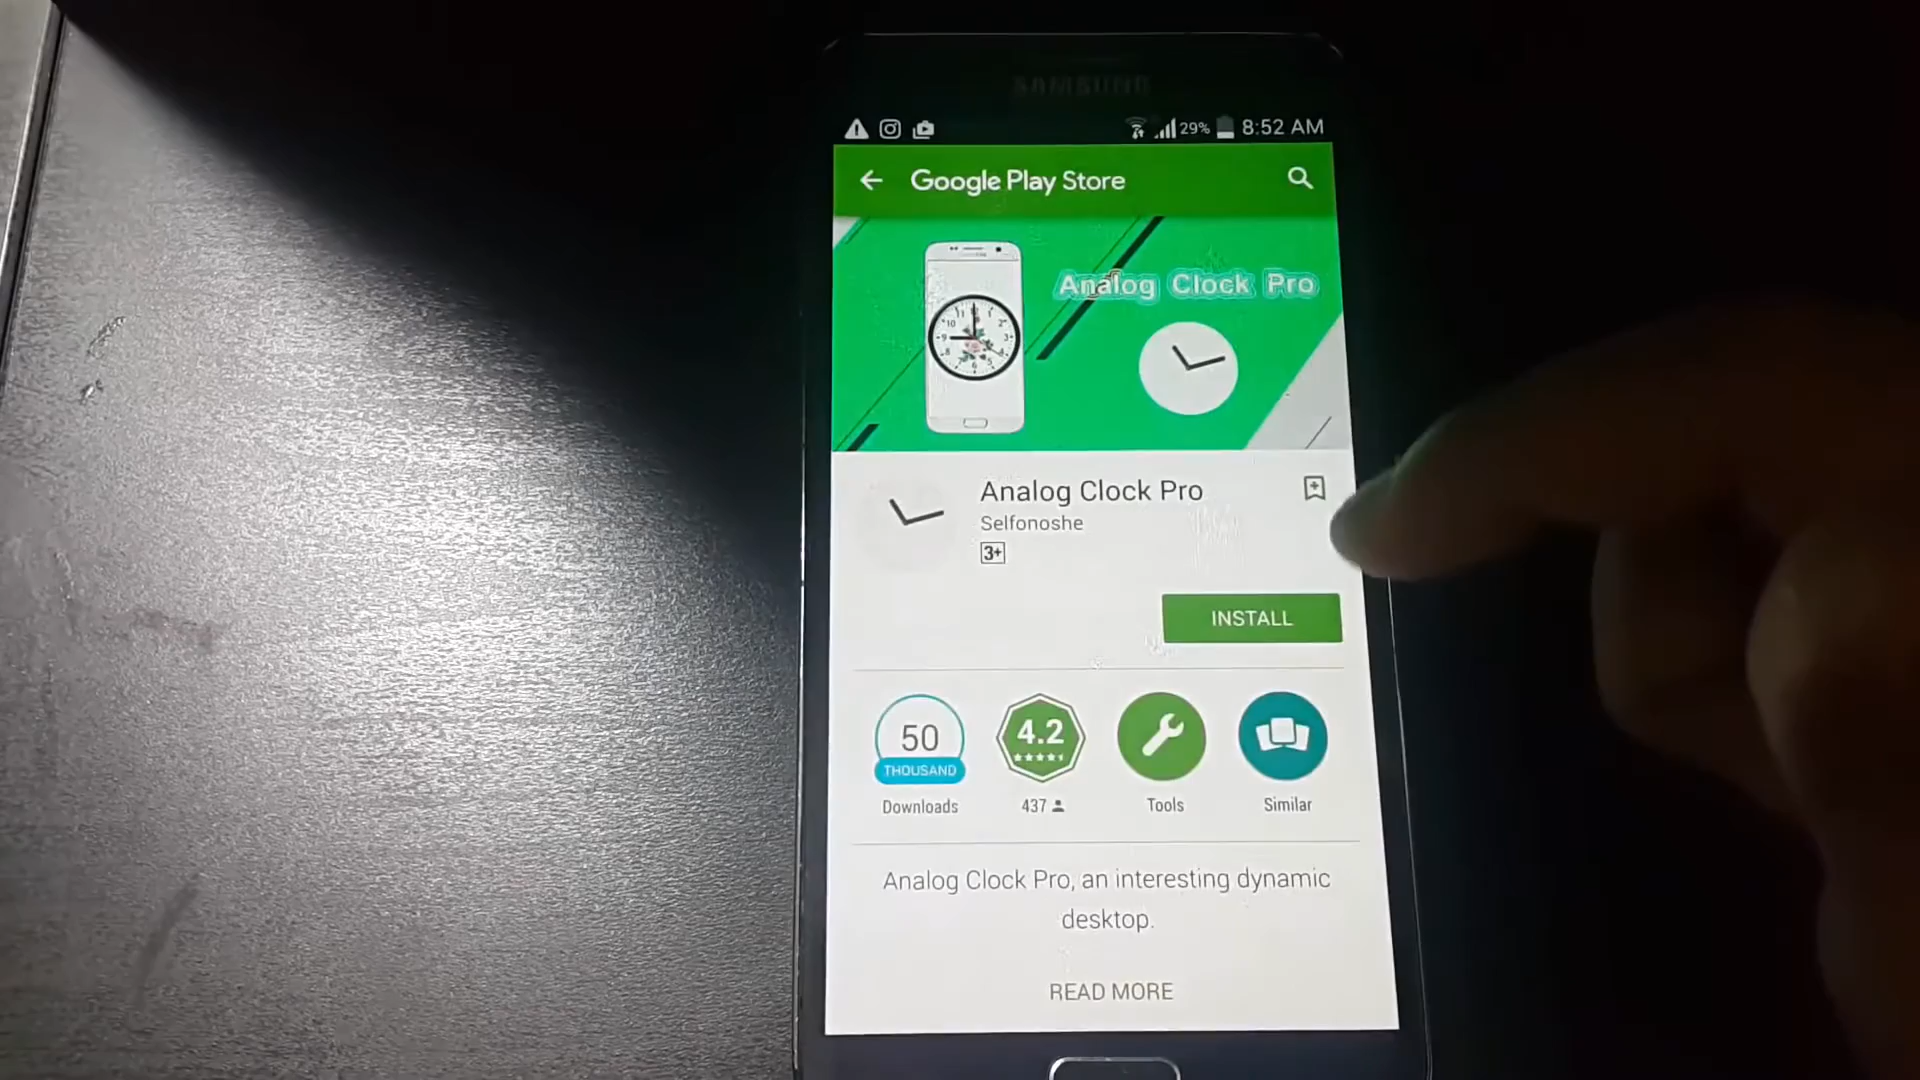 SAMSUNG
29% 8:52 AM
Google Play Store
Analog Clock Pro
Analog Clock Pro
Selfonoshe
3+
INSTALL
50
THOUSAND
Downloads
4.2
437
Tools
Similar
Analog Clock Pro, an interesting dynamic
desktop.
READ MORE